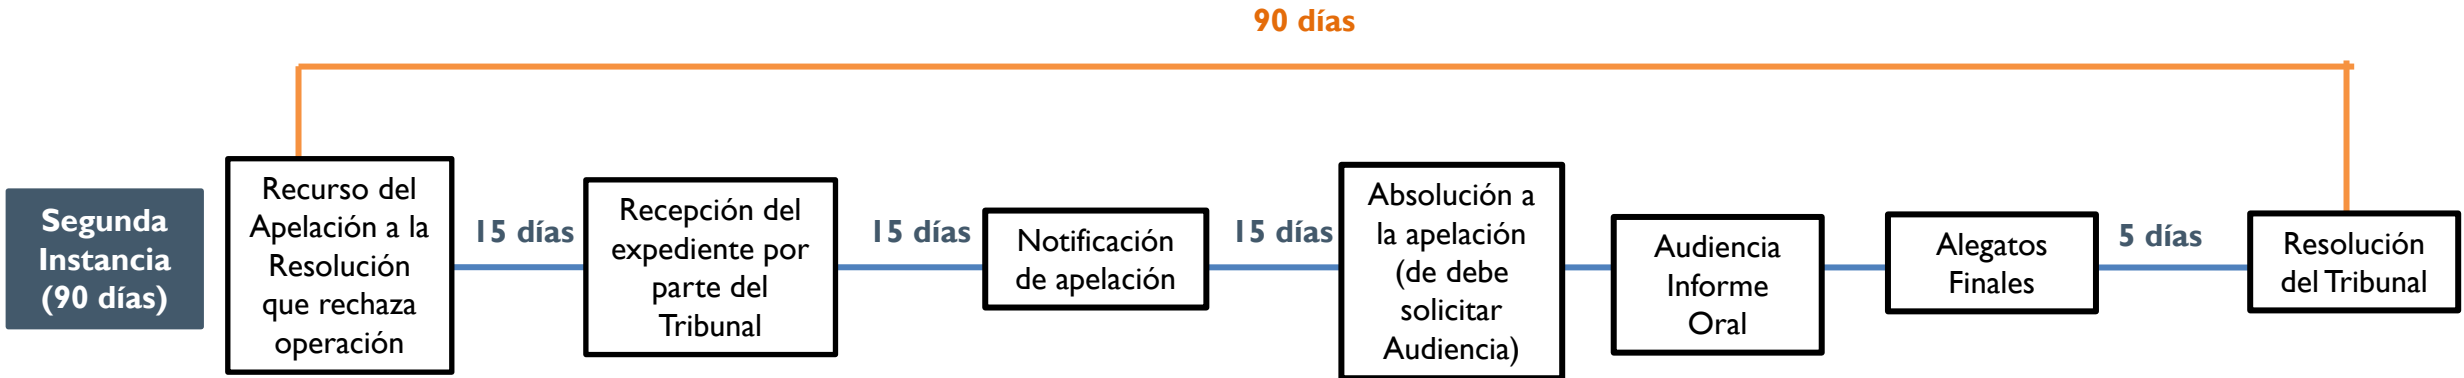 90 días
Segunda
Instancia
(90 días)
Recurso del
Apelación a la
Resolución
que rechaza
operación
15 días
Recepción del
expediente por
parte del
Tribunal
15 días
Notificación
de apelación
15 días
Absolución a
la apelación
(de debe
solicitar
Audiencia)
Audiencia
Informe
Oral
Alegatos
Finales
5 días
Resolución
del Tribunal